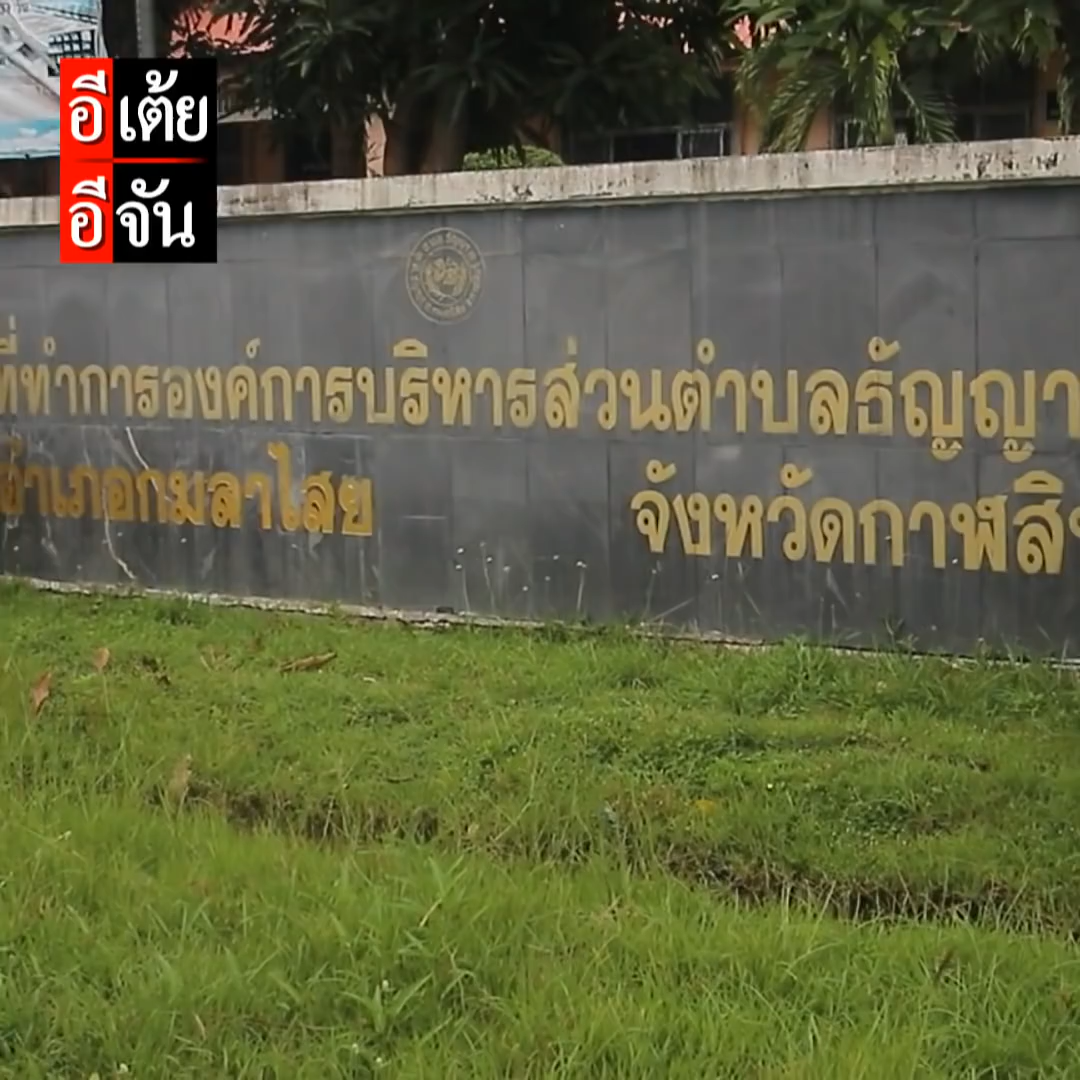 อีเต้ย
อีจัน
ที่ทำการองค์การบริหารส่วนตำบลธัญญา
อำเภอกมลาไสย จังหวัดกาฬสิน